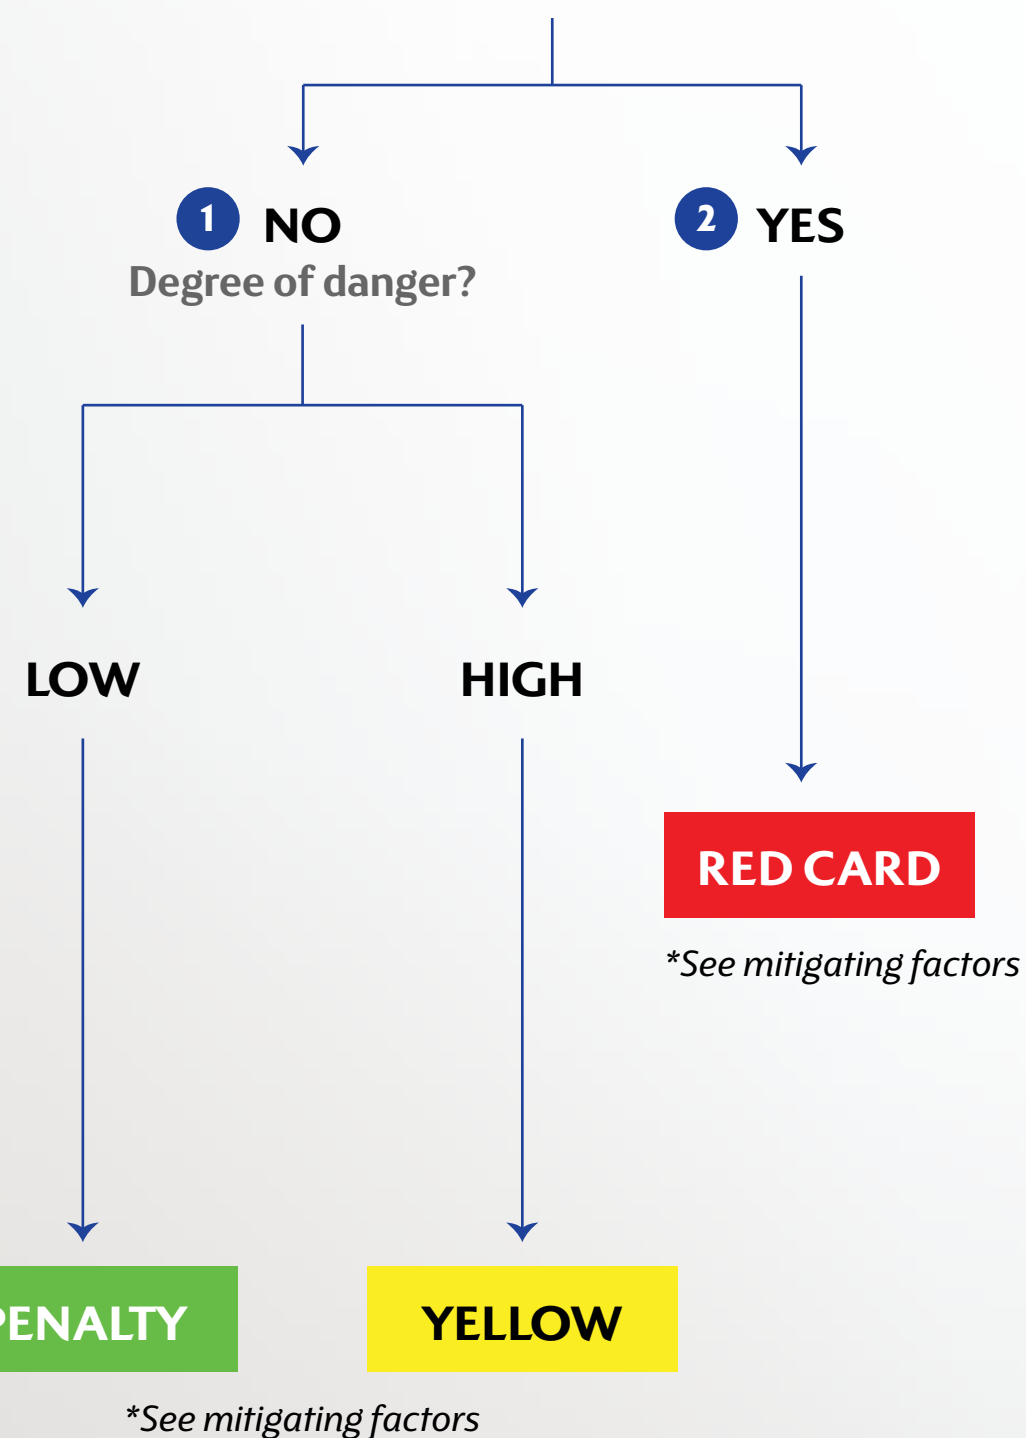 1 NO
2 YES
Degree of danger?
LOW
HIGH
RED CARD
*See mitigating factors
PENALTY
YELLOW
*See mitigating factors